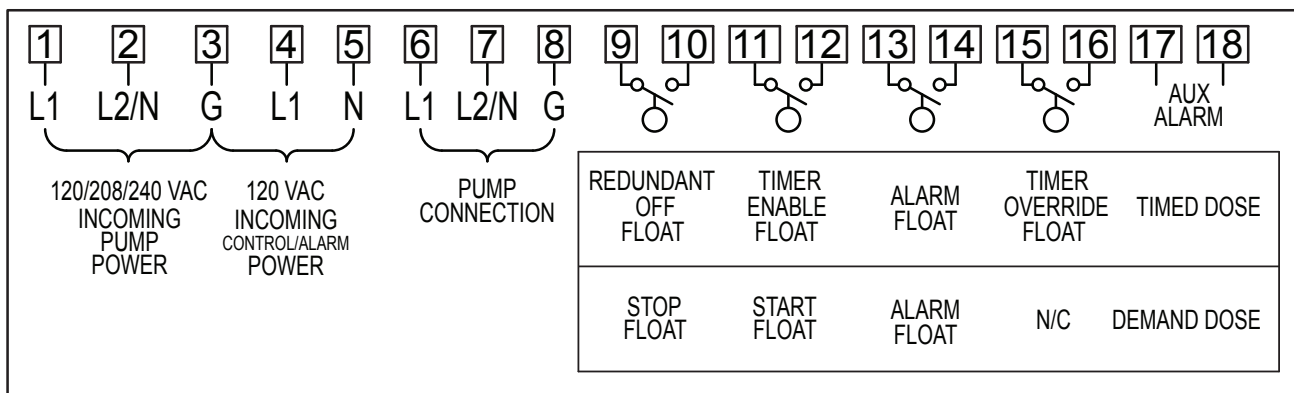 1 2 3 4 5 6 7 8 9 10 11 12 13 14 15 16 17 18
L1 L2/N G L1 N L1 L2/N G
AUX
ALARM
120/208/240 VAC
INCOMING
PUMP
POWER
120 VAC
INCOMING
CONTROL/ALARM
POWER
PUMP
CONNECTION
REDUNDANT
OFF
FLOAT
TIMER
ENABLE
FLOAT
ALARM
FLOAT
TIMER
OVERRIDE
FLOAT
TIMED DOSE
STOP
FLOAT
START
FLOAT
ALARM
FLOAT
N/C
DEMAND DOSE